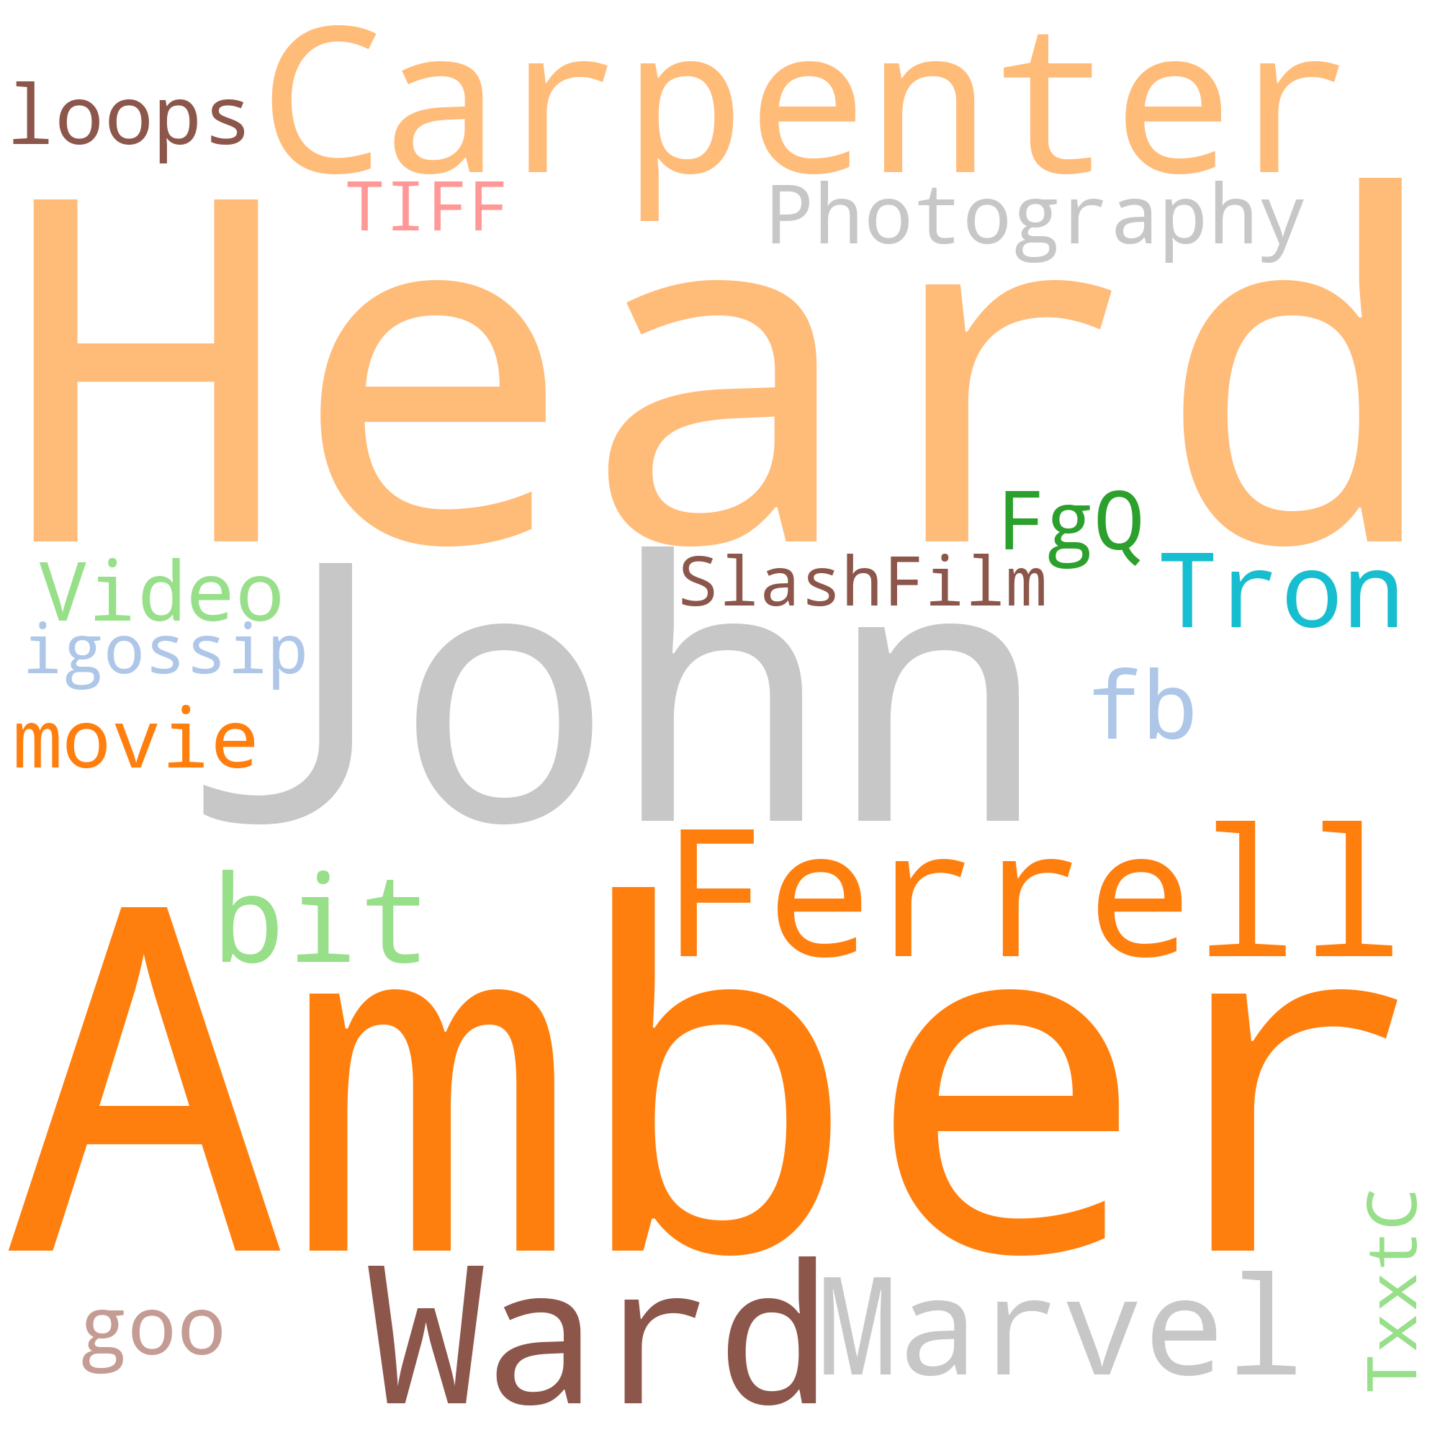 Carpenter
loops
TIFF
Photography
Heard
FgQ
Video
SlashFilm
Tron
igossip
John
fb
movie
Ferrell
bit
Amber
TxxtC
Ward
Marvel
goo